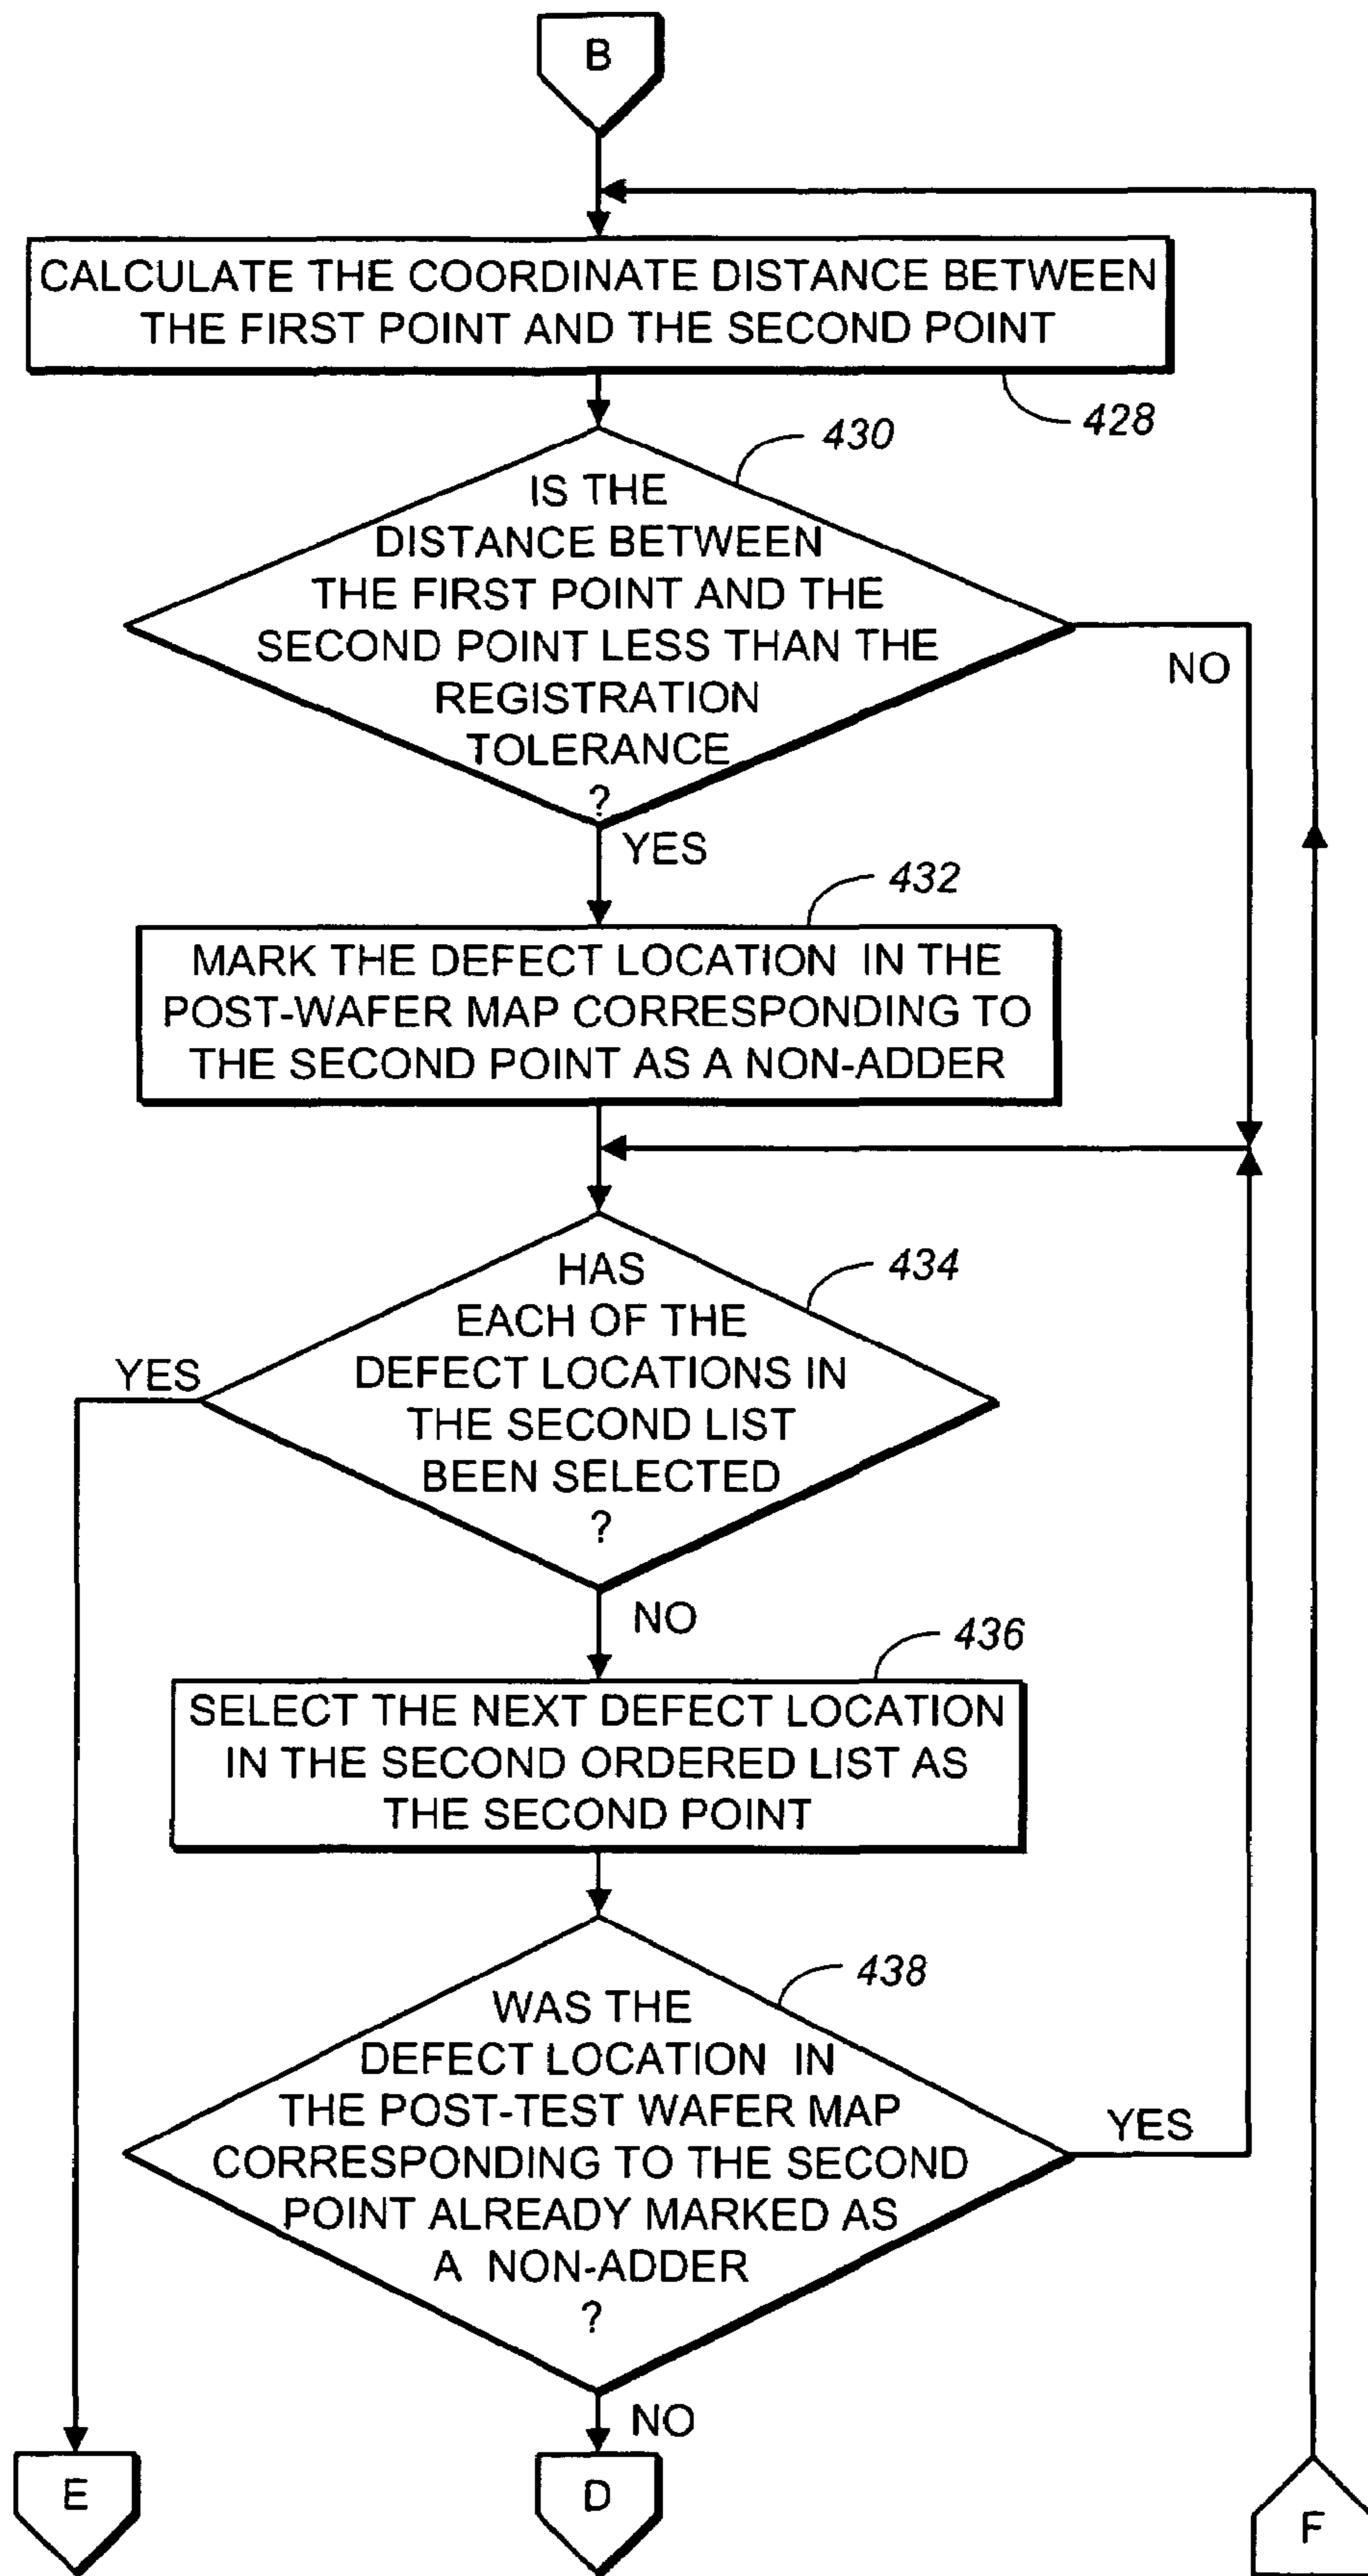 B
CALCULATE THE COORDINATE DISTANCE BETWEEN
THE FIRST POINT AND THE SECOND POINT
428
430
IS THE
DISTANCE BETWEEN
THE FIRST POINT AND THE
SECOND POINT LESS THAN THE
REGISTRATION
TOLERANCE
?
NO
YES
432
MARK THE DEFECT LOCATION IN THE
POST-WAFER MAP CORRESPONDING TO
THE SECOND POINT AS A NON-ADDER
434
HAS
EACH OF THE
DEFECT LOCATIONS IN
THE SECOND LIST
BEEN SELECTED
?
YES
NO
436
SELECT THE NEXT DEFECT LOCATION
IN THE SECOND ORDERED LIST AS
THE SECOND POINT
438
WAS THE
DEFECT LOCATION IN
THE POST-TEST WAFER MAP
CORRESPONDING TO THE SECOND
POINT ALREADY MARKED AS
A NON-ADDER
?
YES
NO
E
D
F